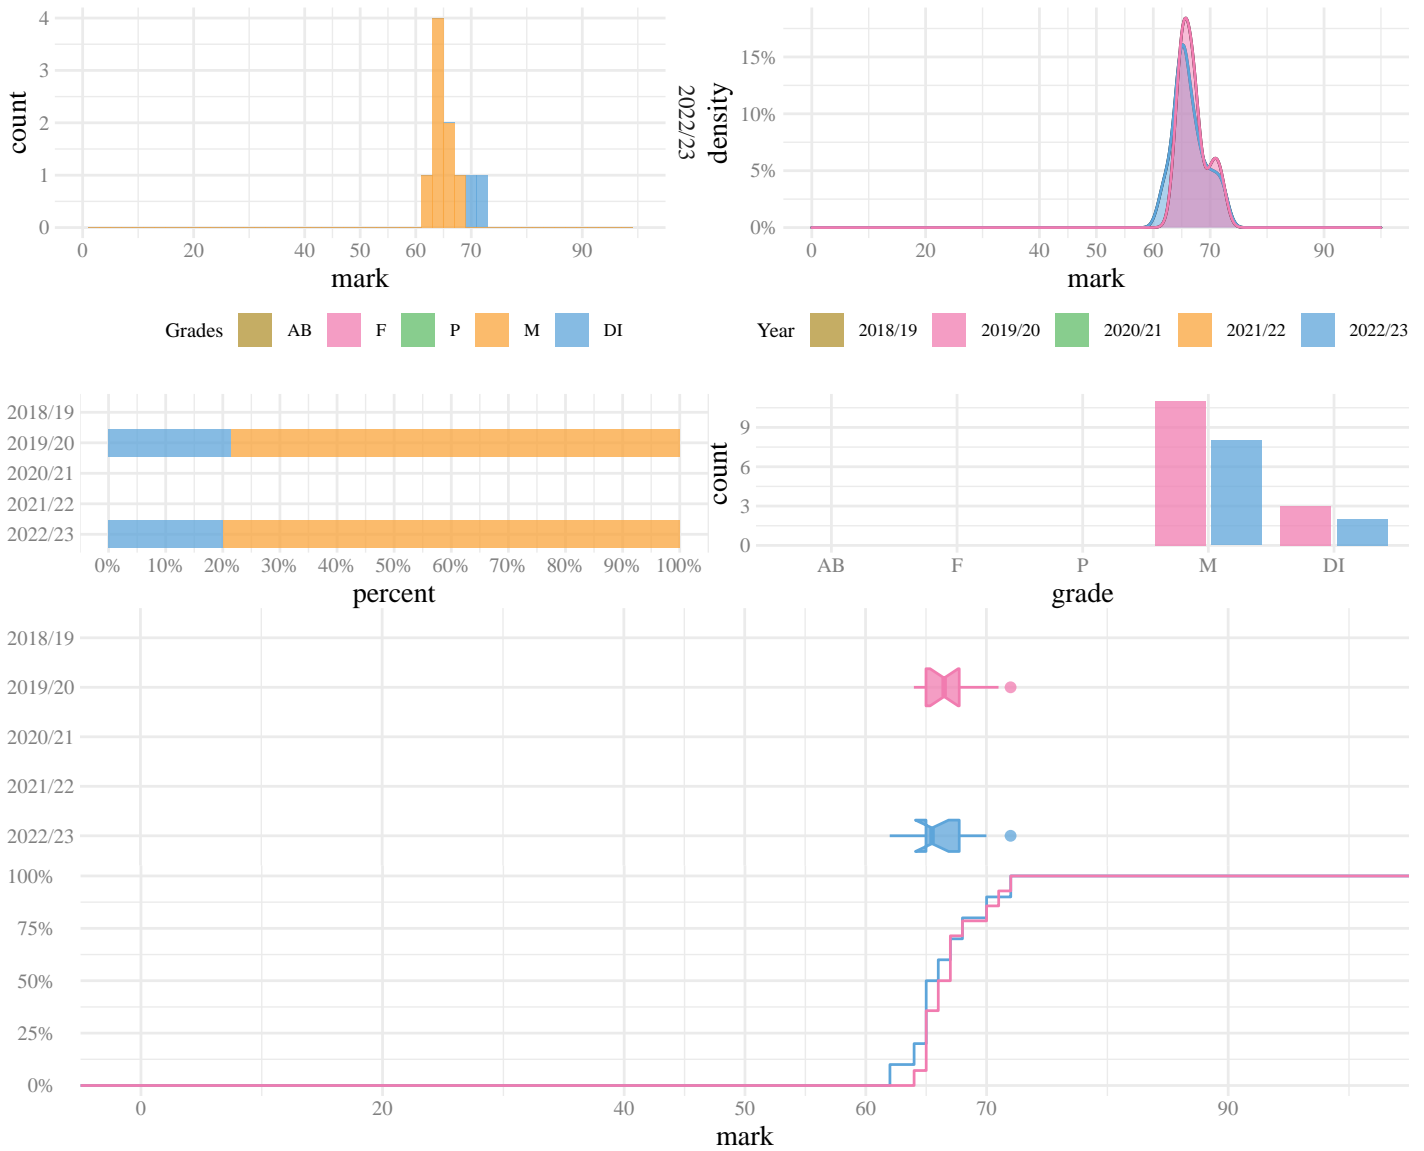 4
3
2
1
0
count
0 20 40 50 60 70 90
mark
2022/23
15%
10%
5%
0%
density
0 20 40 50 60 70 90
mark
Grades AB F P M DI
Year 2018/19 2019/20 2020/21 2021/22 2022/23
2018/19
2019/20
2020/21
2021/22
2022/23
0% 10% 20% 30% 40% 50% 60% 70% 80% 90% 100%
percent
9
6
3
0
count
AB F P M DI
grade
2018/19
2019/20
2020/21
2021/22
2022/23
100%
75%
50%
25%
0%
0 20 40 50 60 70 90
mark